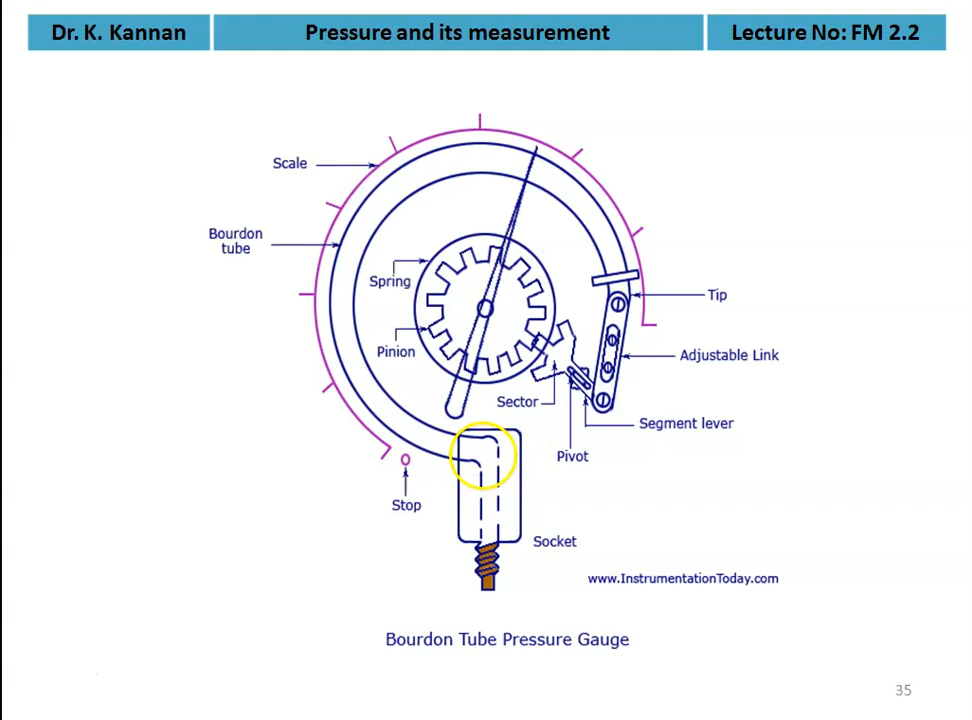 Dr. K. Kannan
Pressure and its measurement
Lecture No: FM 2.2
Scale
Bourdon
tube
Spring
Tip
Pinion
Adjustable Link
Sector
Segment lever
Pivot
Stop
Socket
www.InstrumentationToday.com
Bourdon Tube Pressure Gauge
35